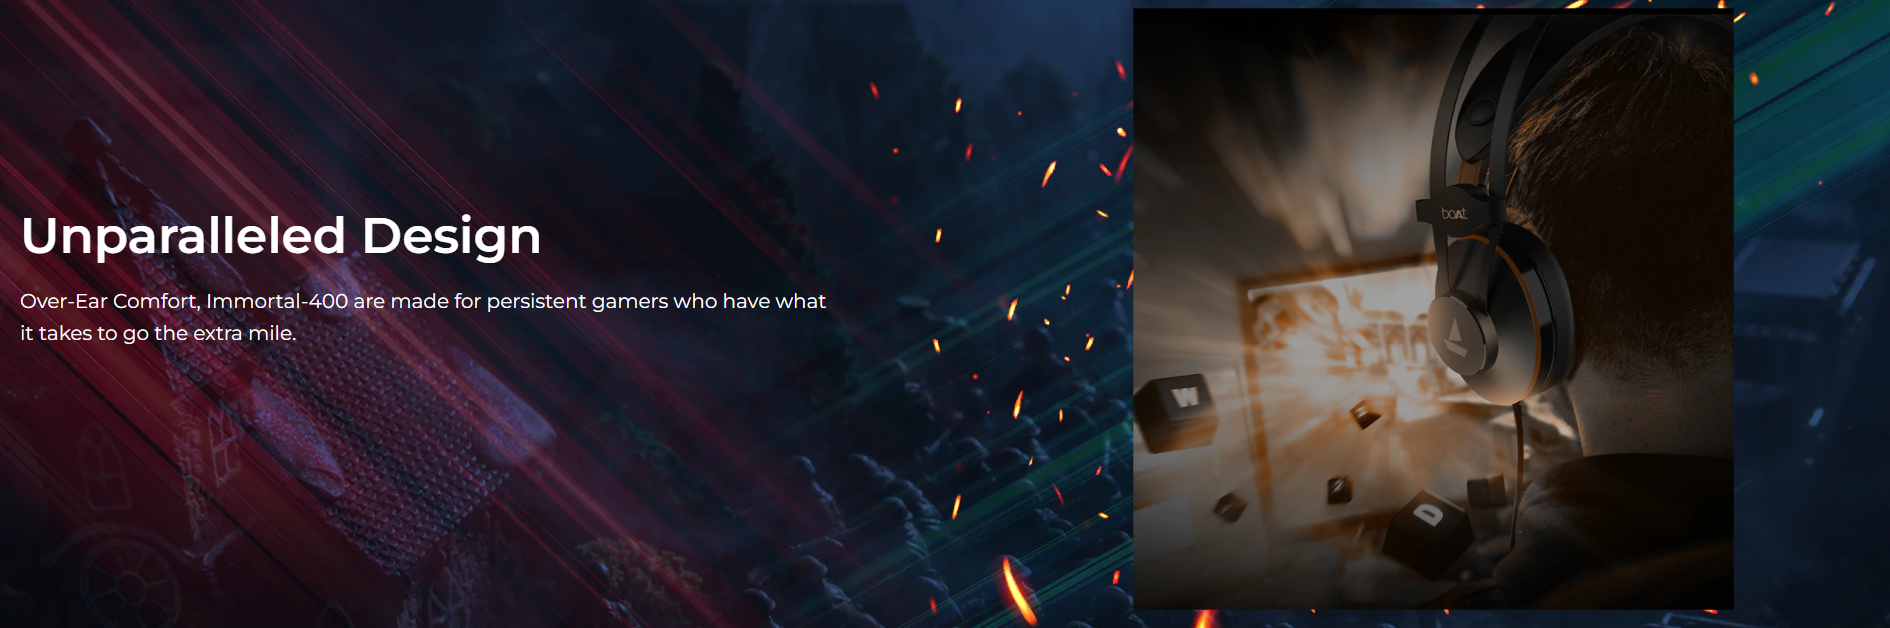 Unparalleled Design
Over-Ear Comfort, Immortal-400 are made for persistent gamers who have what
it takes to go the extra mile.
boAt
W
D